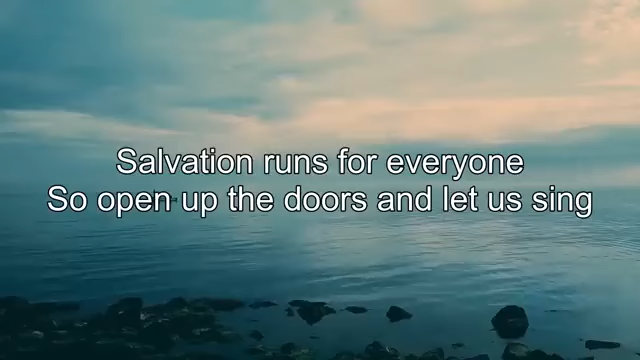 Salvation runs for everyone
So open up the doors and let us sing